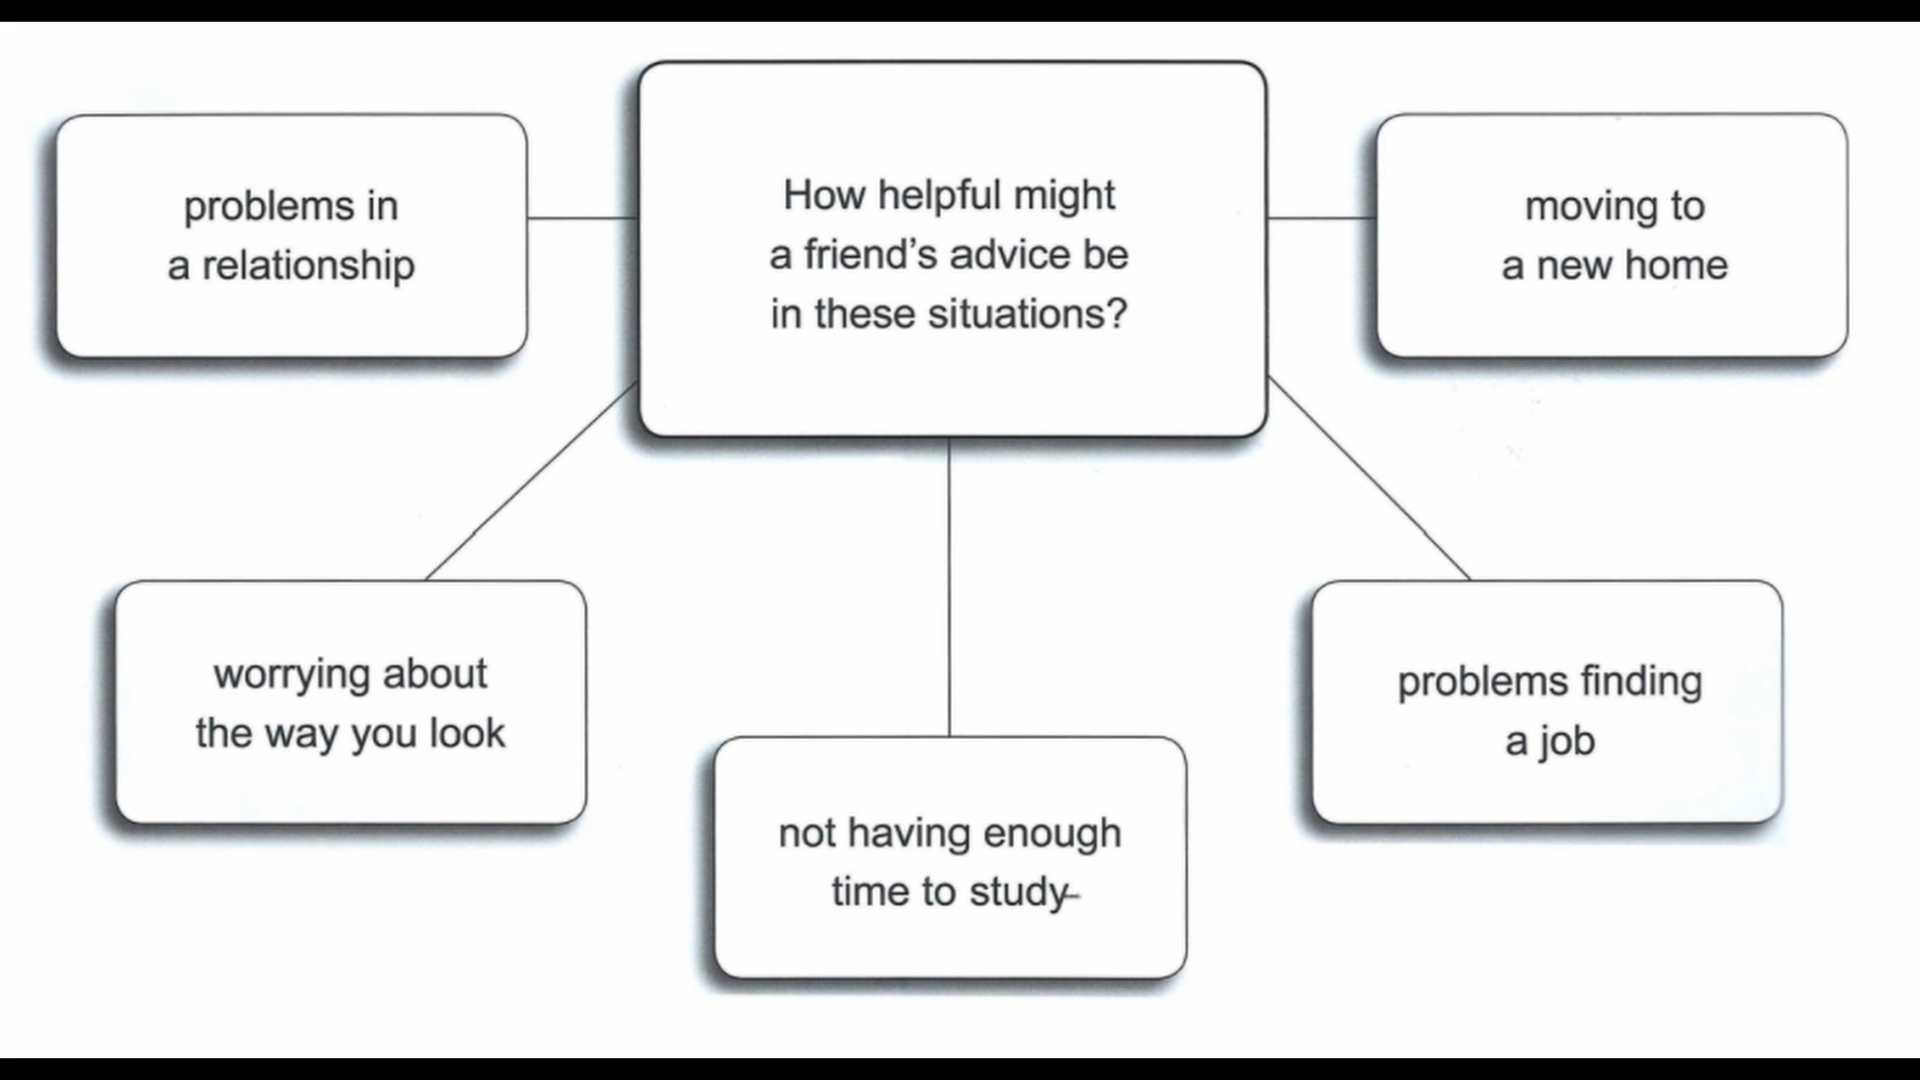 problems in
a relationship
How helpful might
a friend's advice be
in these situations?
moving to
a new home
worrying about
the way you look
not having enough
time to study
problems finding
a job